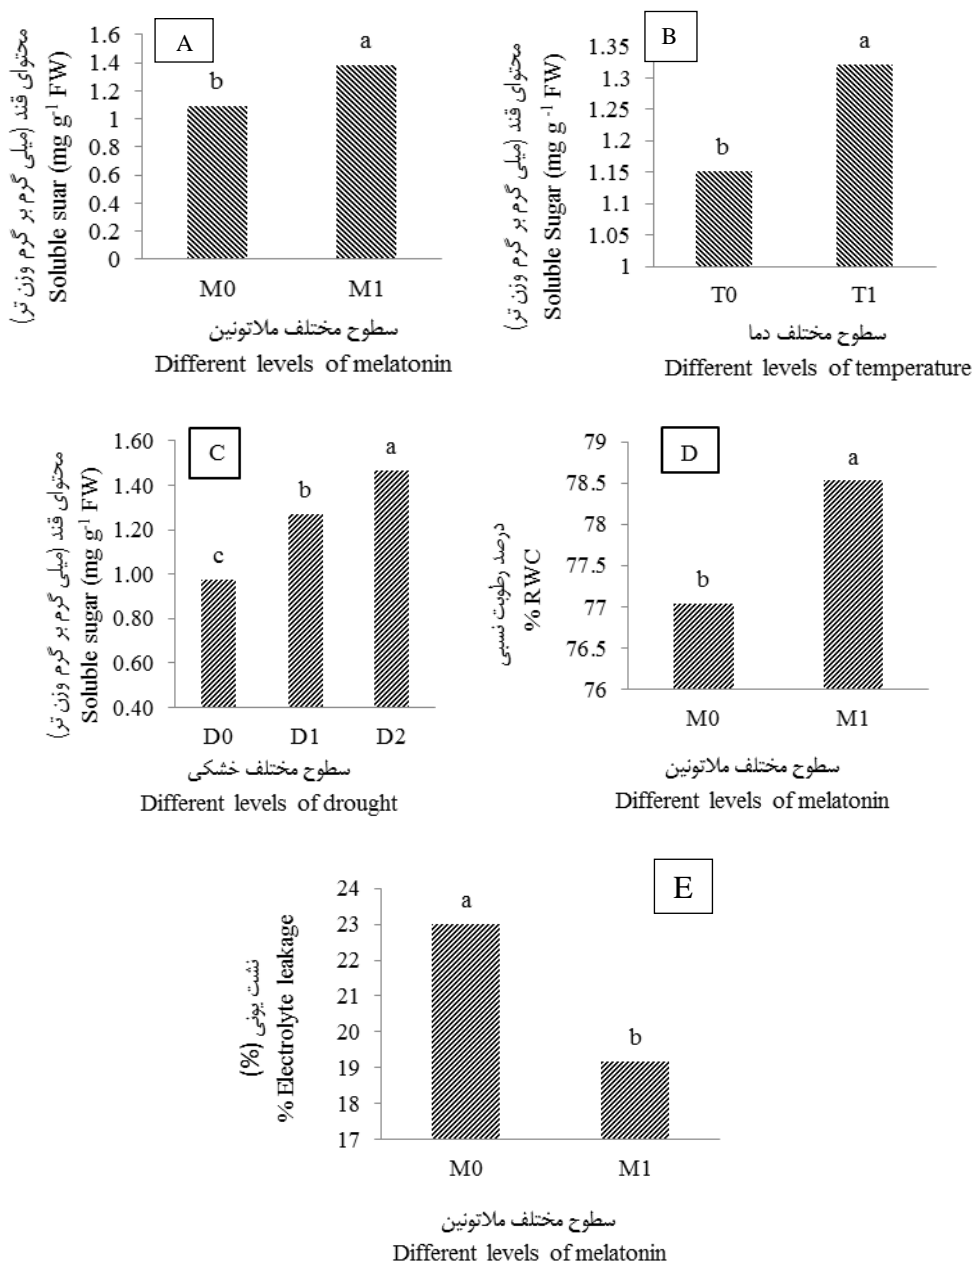 A
محتوای قند (میلی گرم بر گرم وزن تر)
Soluble suar (mg g-1 FW)
1.6
1.4
1.2
1
0.8
0.6
0.4
0.2
0
b
a
M0 M1
سطوح مختلف ملاتونین
Different levels of melatonin
B
محتوای قند (میلی گرم بر گرم وزن تر)
Soluble Sugar (mg g-1 FW)
1.35
1.3
1.25
1.2
1.15
1.1
1.05
1
b
a
T0 T1
سطوح مختلف دما
Different levels of temperature
C
محتوای قند (میلی گرم بر گرم وزن تر)
Soluble sugar (mg g-1 FW)
1.60
1.40
1.20
1.00
0.80
0.60
0.40
c
b
a
D0 D1 D2
سطوح مختلف خشکی
Different levels of drought
D
درصد رطوبت نسبی
% RWC
79
78.5
78
77.5
77
76.5
76
b
a
M0 M1
سطوح مختلف ملاتونین
Different levels of melatonin
E
نشت یونی (%)
% Electrolyte leakage
24
23
22
21
20
19
18
17
a
b
M0 M1
سطوح مختلف ملاتونین
Different levels of melatonin